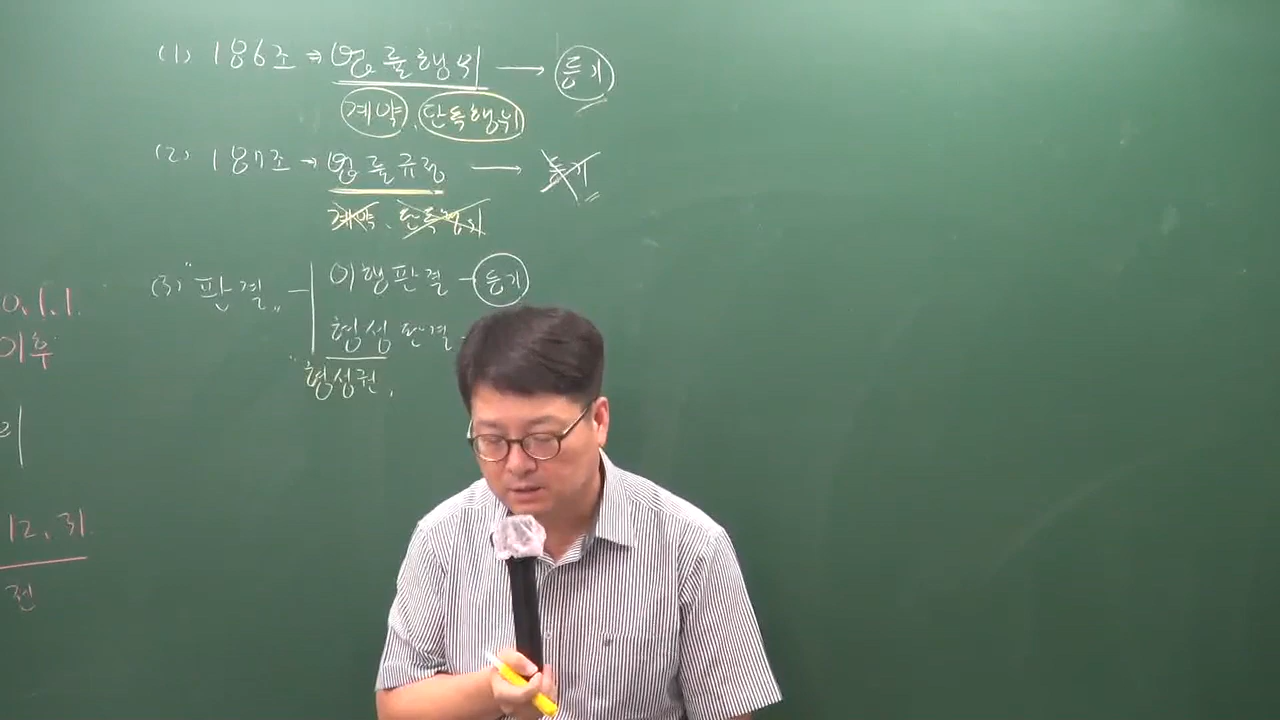 (1) 186조 ⇒ 법률행위 → 등기
계약, 단독행위
(2) 187조 → 법률규정 → 등기
계약, 단독행위
(3) "판결" 이행판결 - 등기
형성판결
"형성권,
0.1.1.
이후
12.31.
전